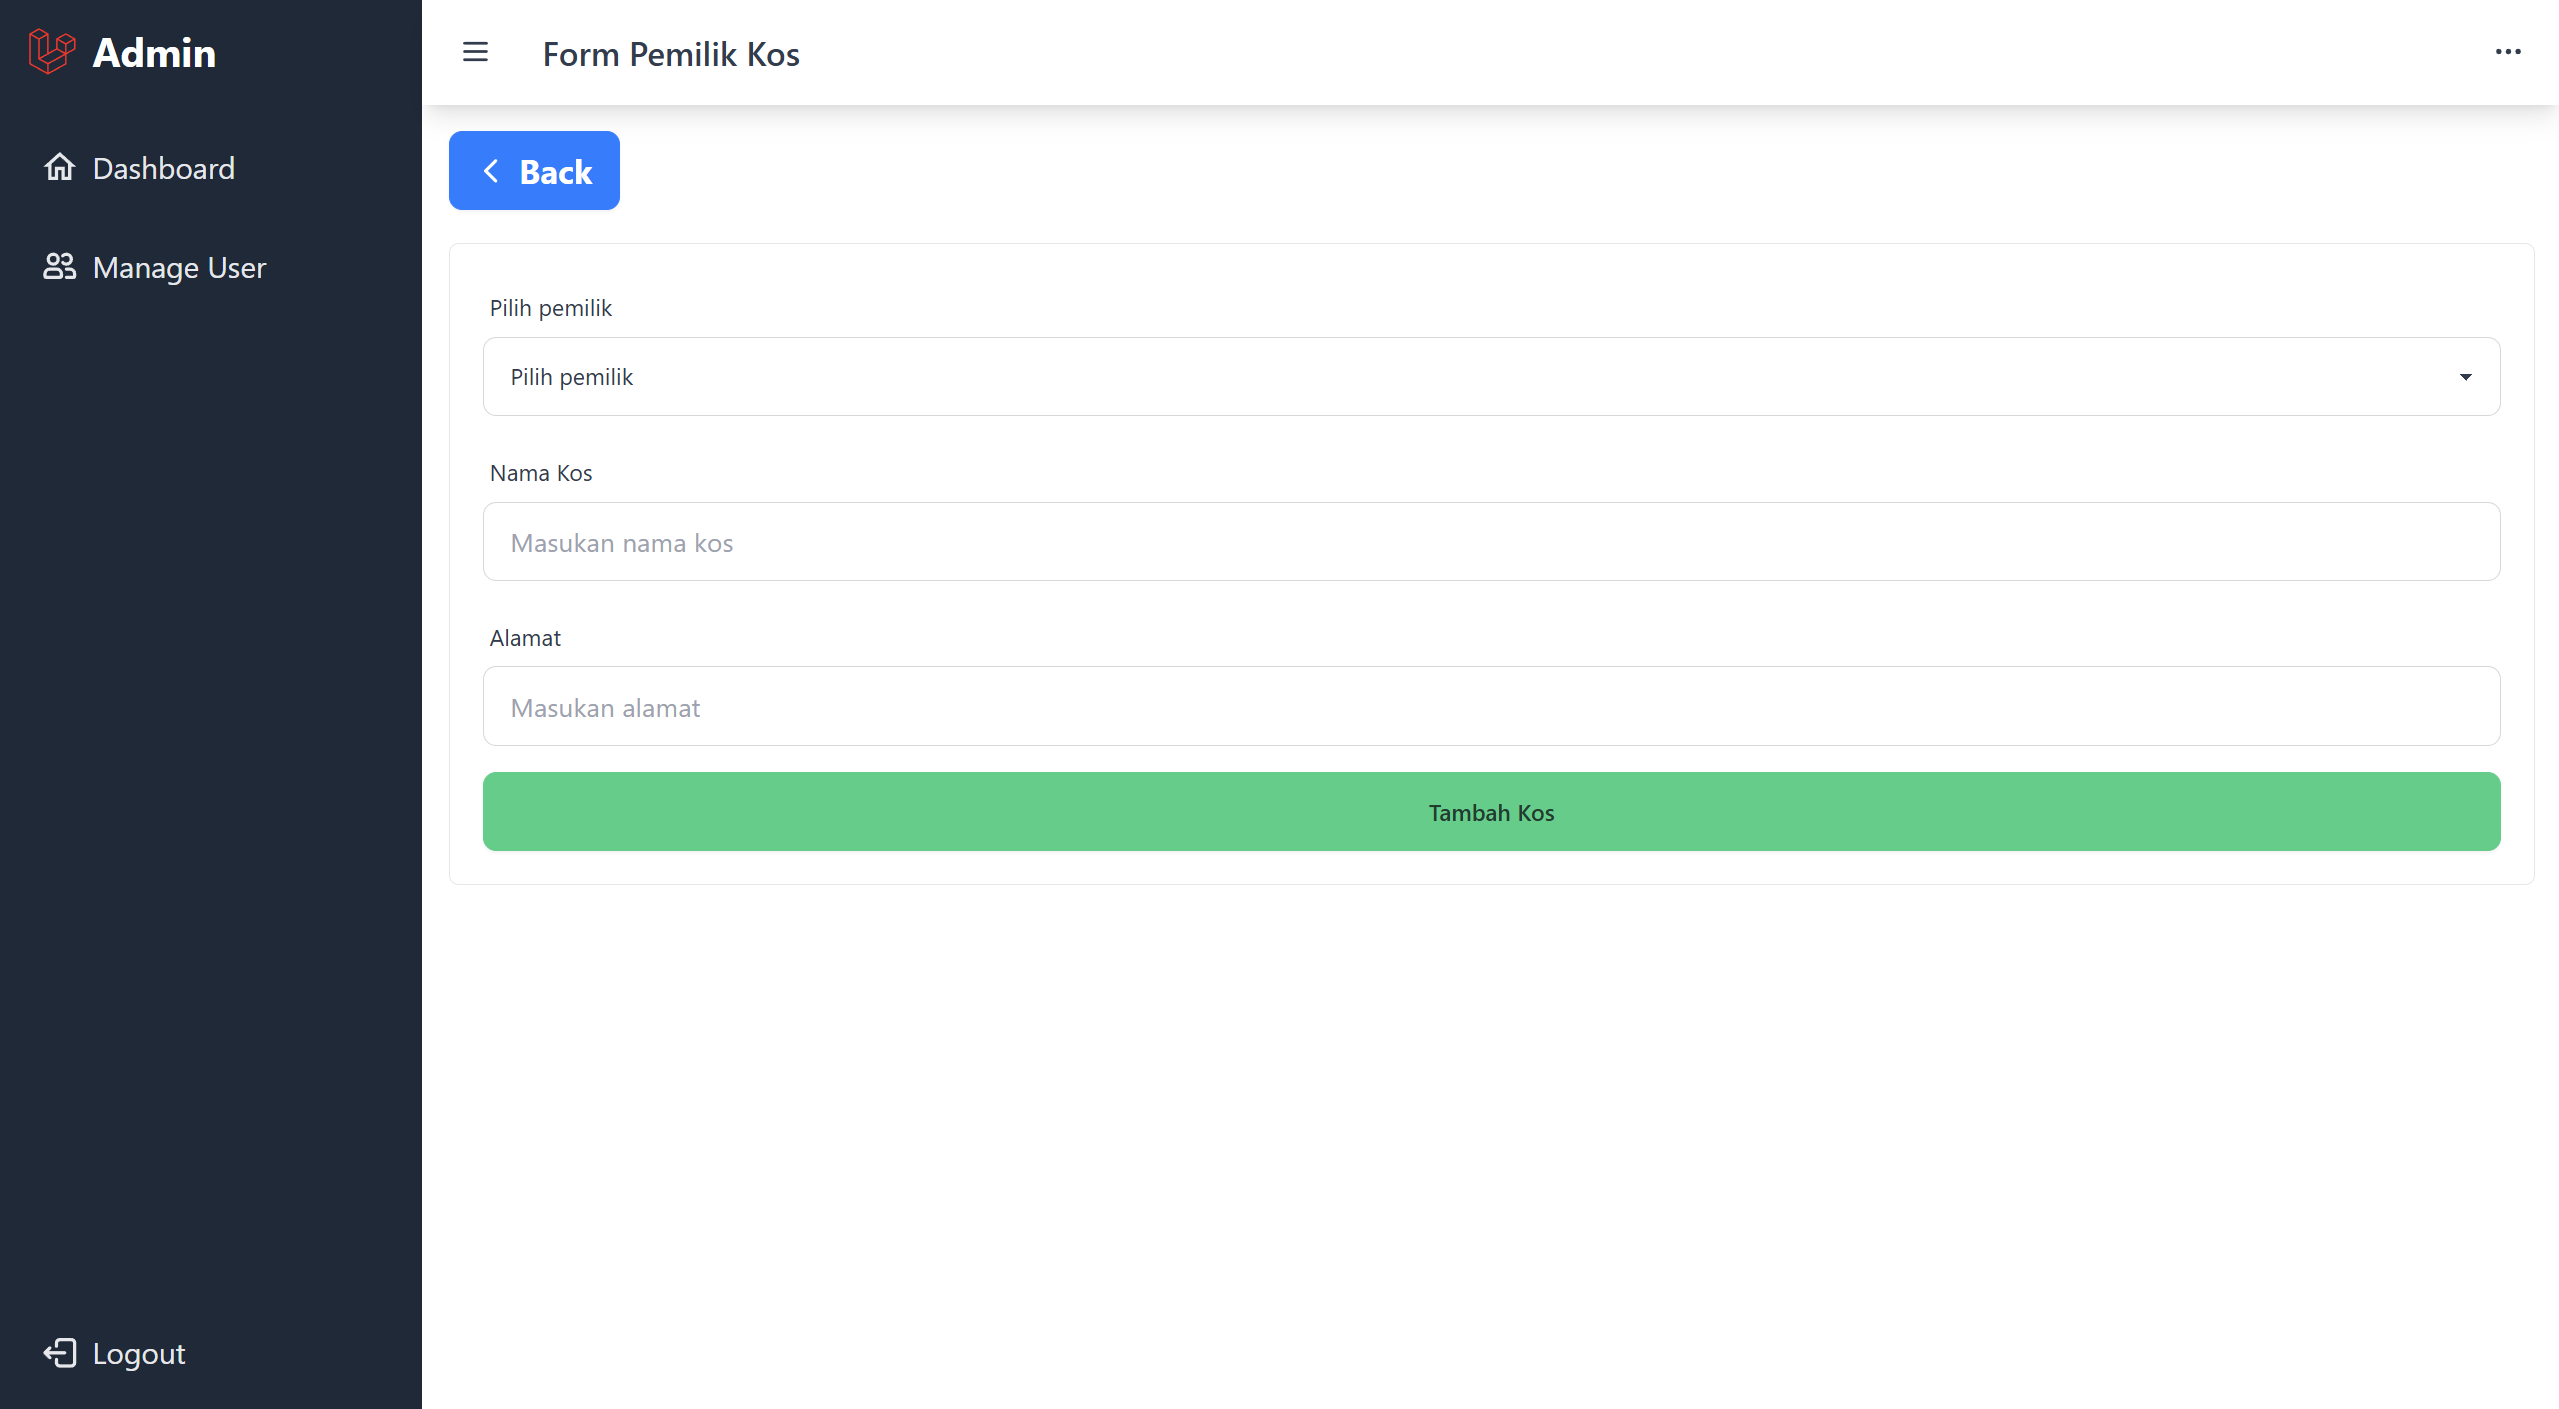 Admin
Dashboard
Manage User
Logout
Form Pemilik Kos
Back
Pilih pemilik
Pilih pemilik
Nama Kos
Masukan nama kos
Alamat
Masukan alamat
Tambah Kos